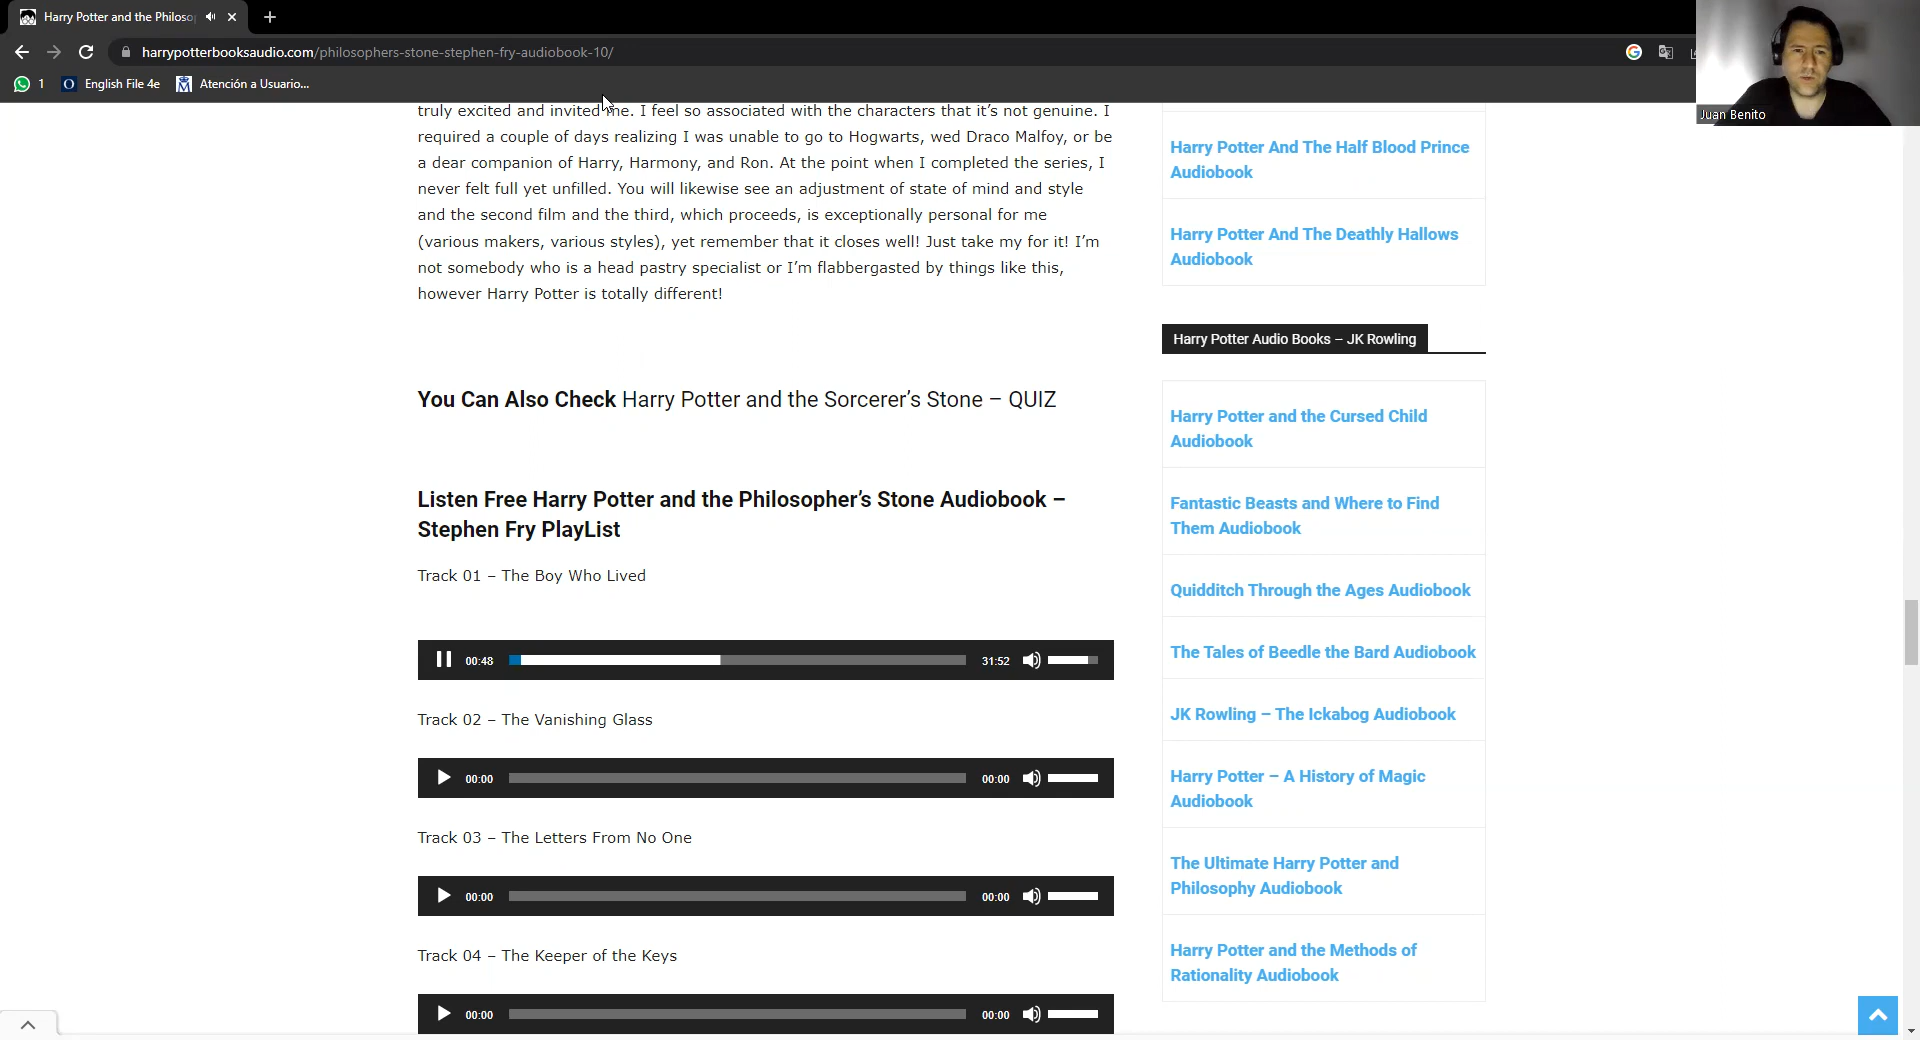 Harry Potter and the Philoso
harrypotterbooksaudio.com/philosophers-stone-stephen-fry-audiobook-10/
1
English File 4e
Atención a Usuario...
Juan Benito
truly excited and invited me. I feel so associated with the characters that it’s not genuine. I
required a couple of days realizing I was unable to go to Hogwarts, wed Draco Malfoy, or be
a dear companion of Harry, Harmony, and Ron. At the point when I completed the series, I
never felt full yet unfilled. You will likewise see an adjustment of state of mind and style
and the second film and the third, which proceeds, is exceptionally personal for me
(various makers, various styles), yet remember that it closes well! Just take my for it! I’m
not somebody who is a head pastry specialist or I’m flabbergasted by things like this,
however Harry Potter is totally different!
You Can Also Check Harry Potter and the Sorcerer’s Stone – QUIZ
Listen Free Harry Potter and the Philosopher’s Stone Audiobook –
Stephen Fry PlayList
Track 01 – The Boy Who Lived
00:48
31:52
Track 02 – The Vanishing Glass
00:00
00:00
Track 03 – The Letters From No One
00:00
00:00
Track 04 – The Keeper of the Keys
00:00
00:00
Harry Potter And The Half Blood Prince
Audiobook
Harry Potter And The Deathly Hallows
Audiobook
Harry Potter Audio Books – JK Rowling
Harry Potter and the Cursed Child
Audiobook
Fantastic Beasts and Where to Find
Them Audiobook
Quidditch Through the Ages Audiobook
The Tales of Beedle the Bard Audiobook
JK Rowling – The Ickabog Audiobook
Harry Potter – A History of Magic
Audiobook
The Ultimate Harry Potter and
Philosophy Audiobook
Harry Potter and the Methods of
Rationality Audiobook